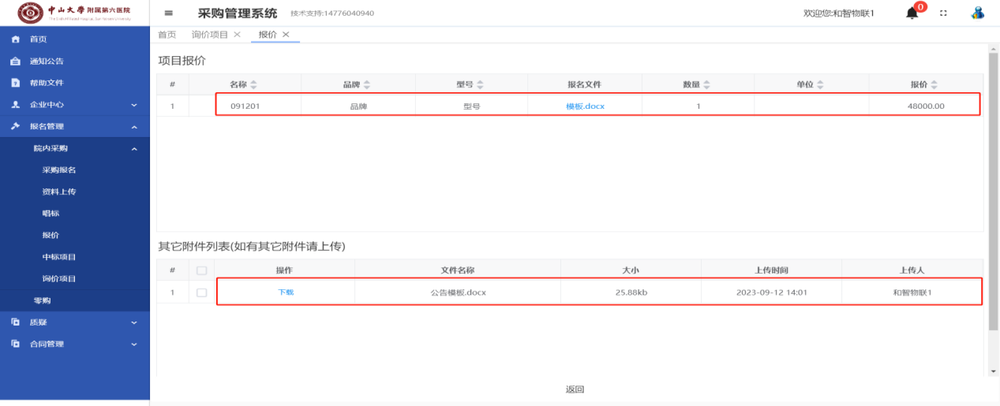 中山大學附属第六医院
The Sixth Affiliated Hospital, Sun Yat-sen University
采购管理系统 技术支持:14776040940 欢迎您:和智物联1 0
首页
通知公告
帮助文件
企业中心
报名管理
院内采购
采购报名
资料上传
唱标
报价
中标项目
询价项目
零购
质疑
合同管理
首页 询价项目 × 报价 ×
项目报价
# 名称 品牌 型号 报名文件 数量 单位 报价
1 091201 品牌 型号 模板.docx 1 48000.00
其它附件列表(如有其它附件请上传)
# 操作 文件名称 大小 上传时间 上传人
1 下载 公告模板.docx 25.88kb 2023-09-12 14:01 和智物联1
返回